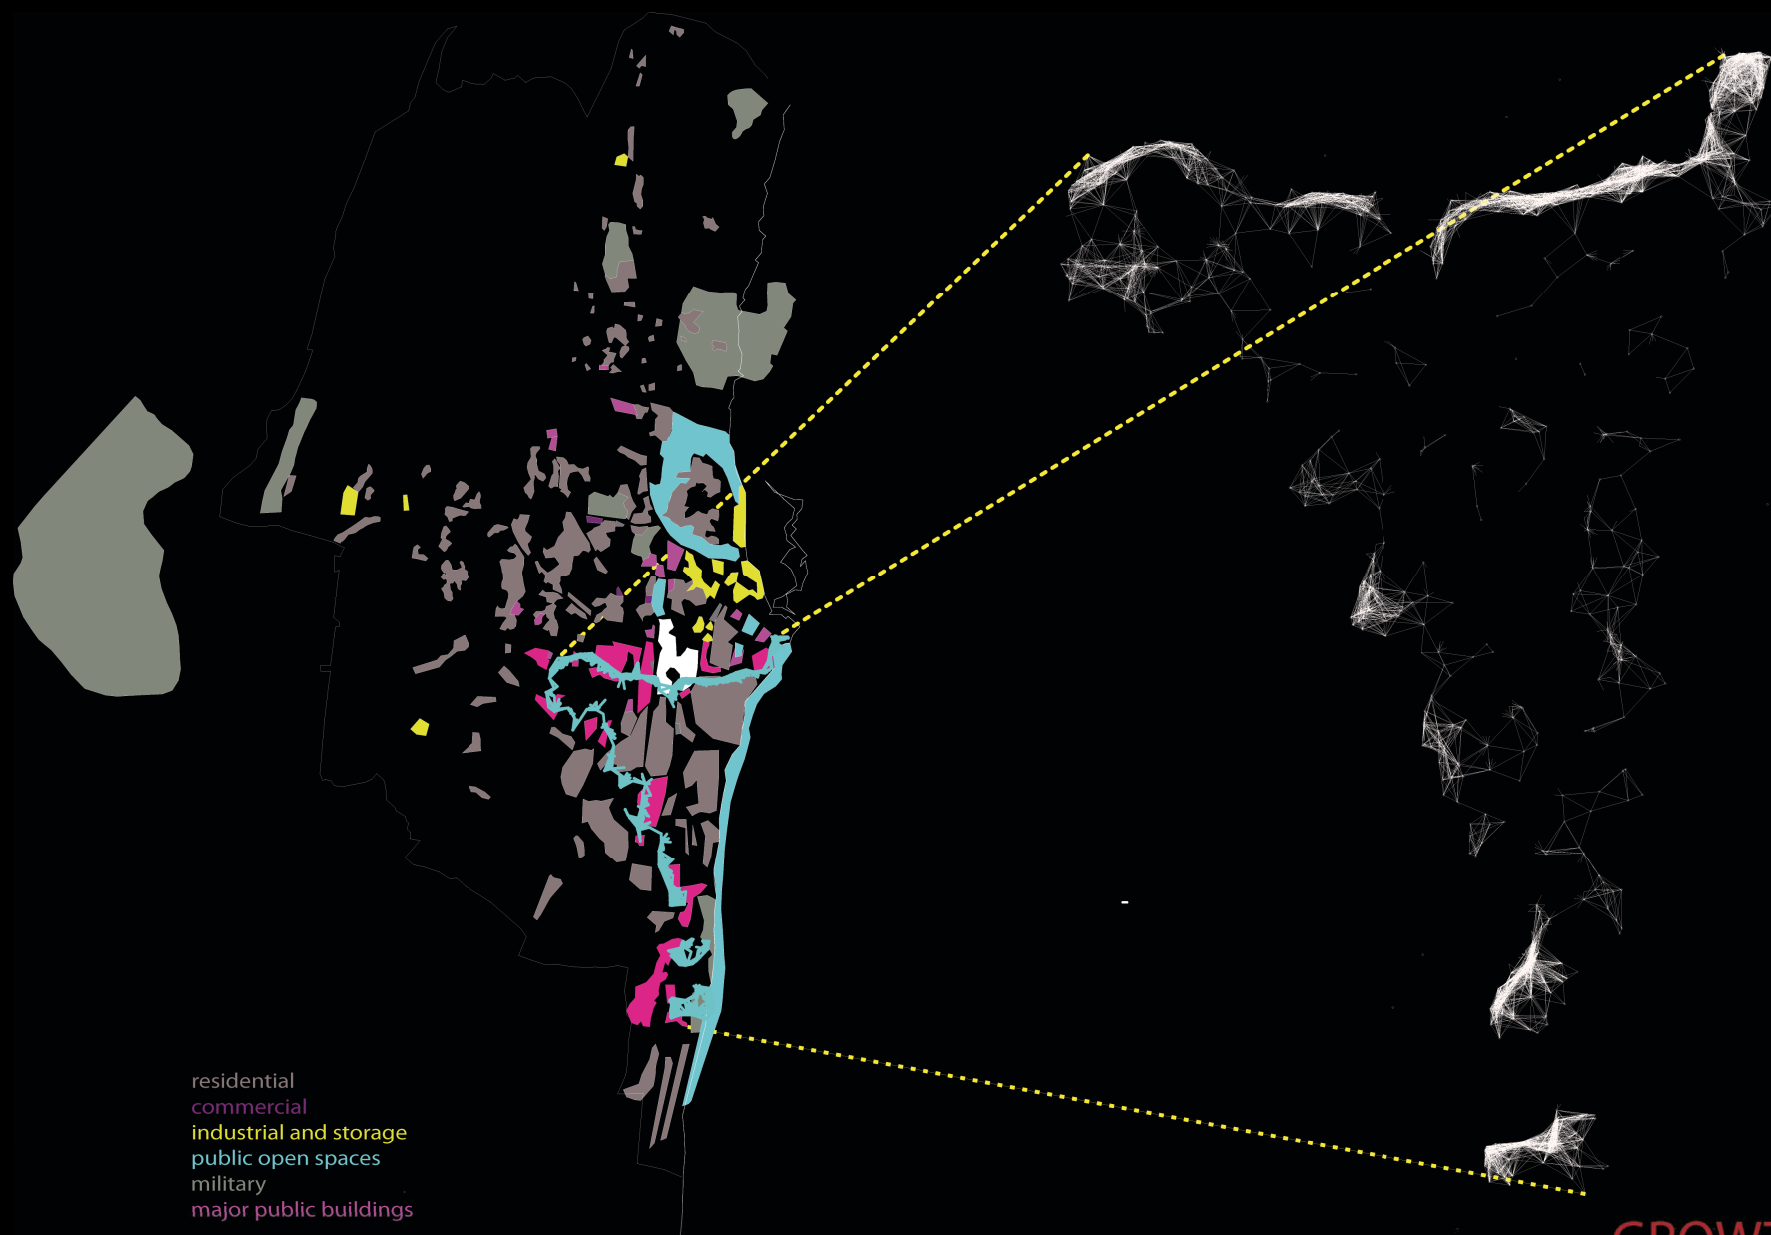 residential
commercial
industrial and storage
public open spaces
military
major public buildings